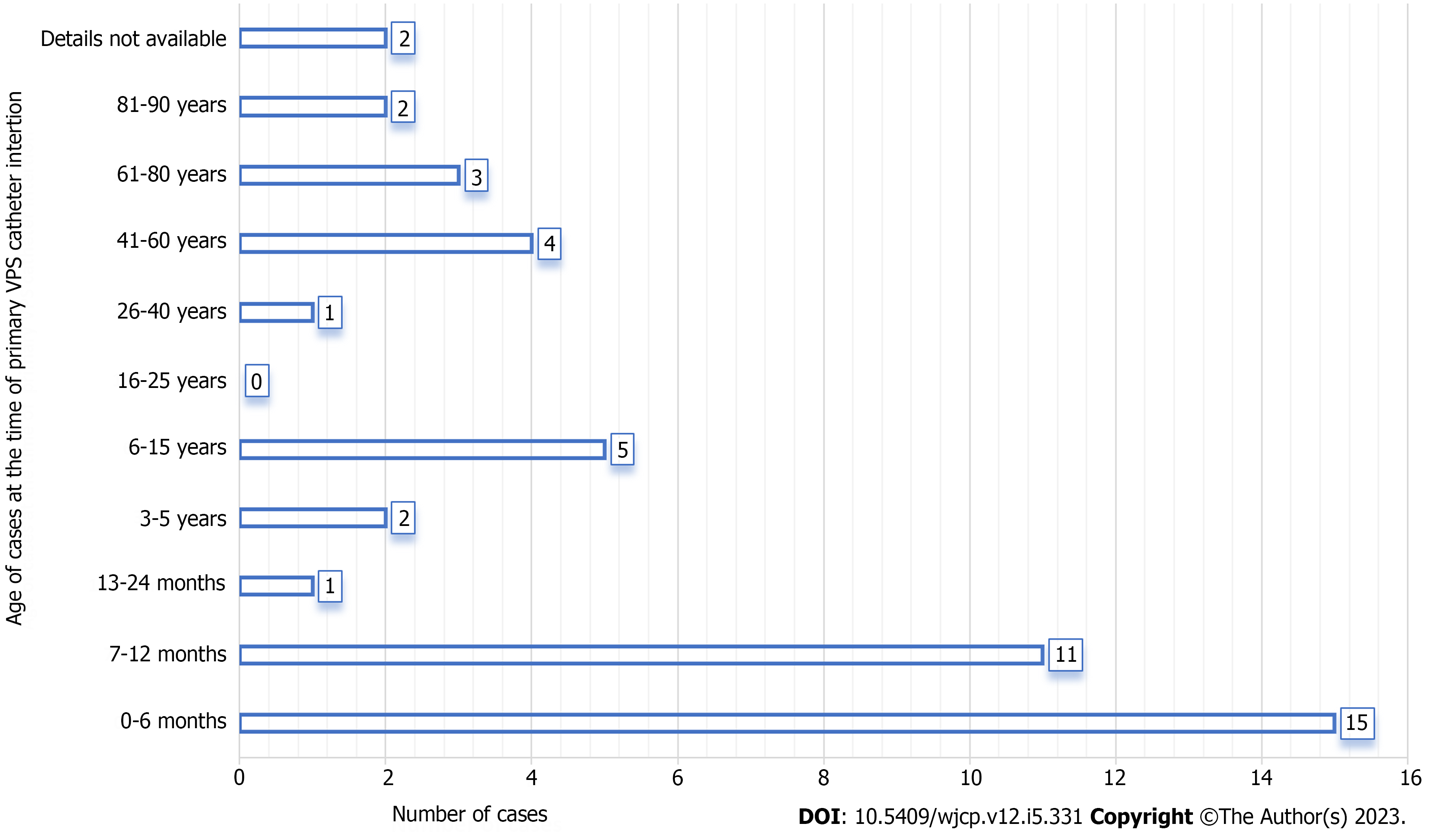 Age of cases at the time of primary VPS catheter intertion
Details not available 2
81-90 years 2
61-80 years 3
41-60 years 4
26-40 years 1
16-25 years 0
6-15 years 5
3-5 years 2
13-24 months 1
7-12 months 11
0-6 months 15
0 2 4 6 8 10 12 14 16
Number of cases
DOI: 10.5409/wjcp.v12.i5.331 Copyright ©The Author(s) 2023.